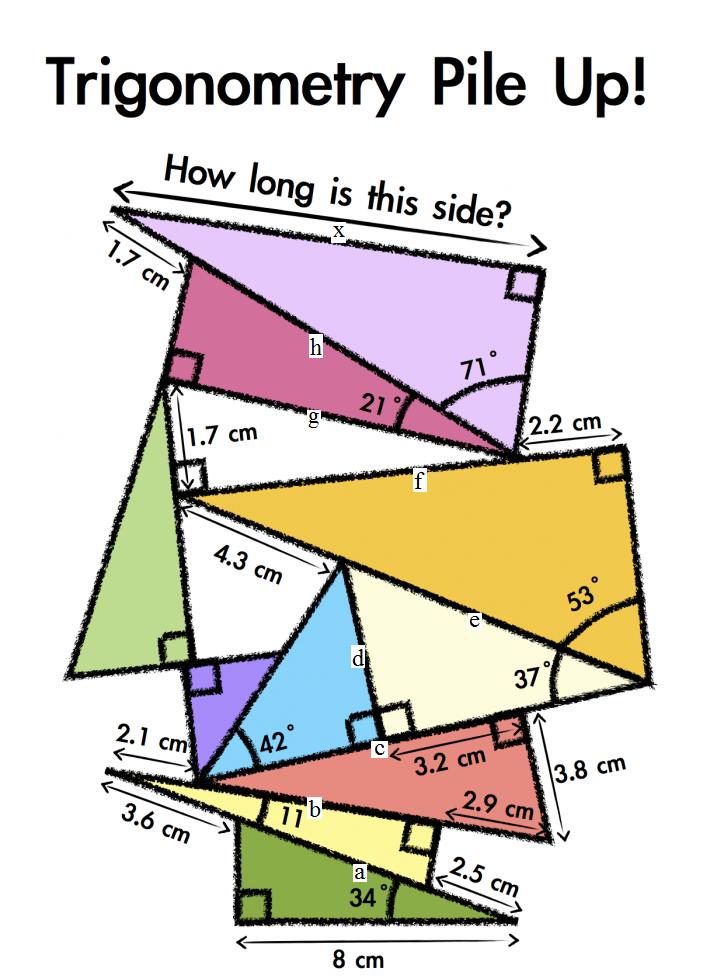 Trigonometry Pile Up!
How long is this side?
x
1.7 cm
71°
h
21°
g
2.2 cm
1.7 cm
f
4.3 cm
53°
e
d
37°
42°
c
2.1 cm
3.2 cm
3.8 cm
2.9 cm
b
11°
3.6 cm
a
2.5 cm
34°
8 cm